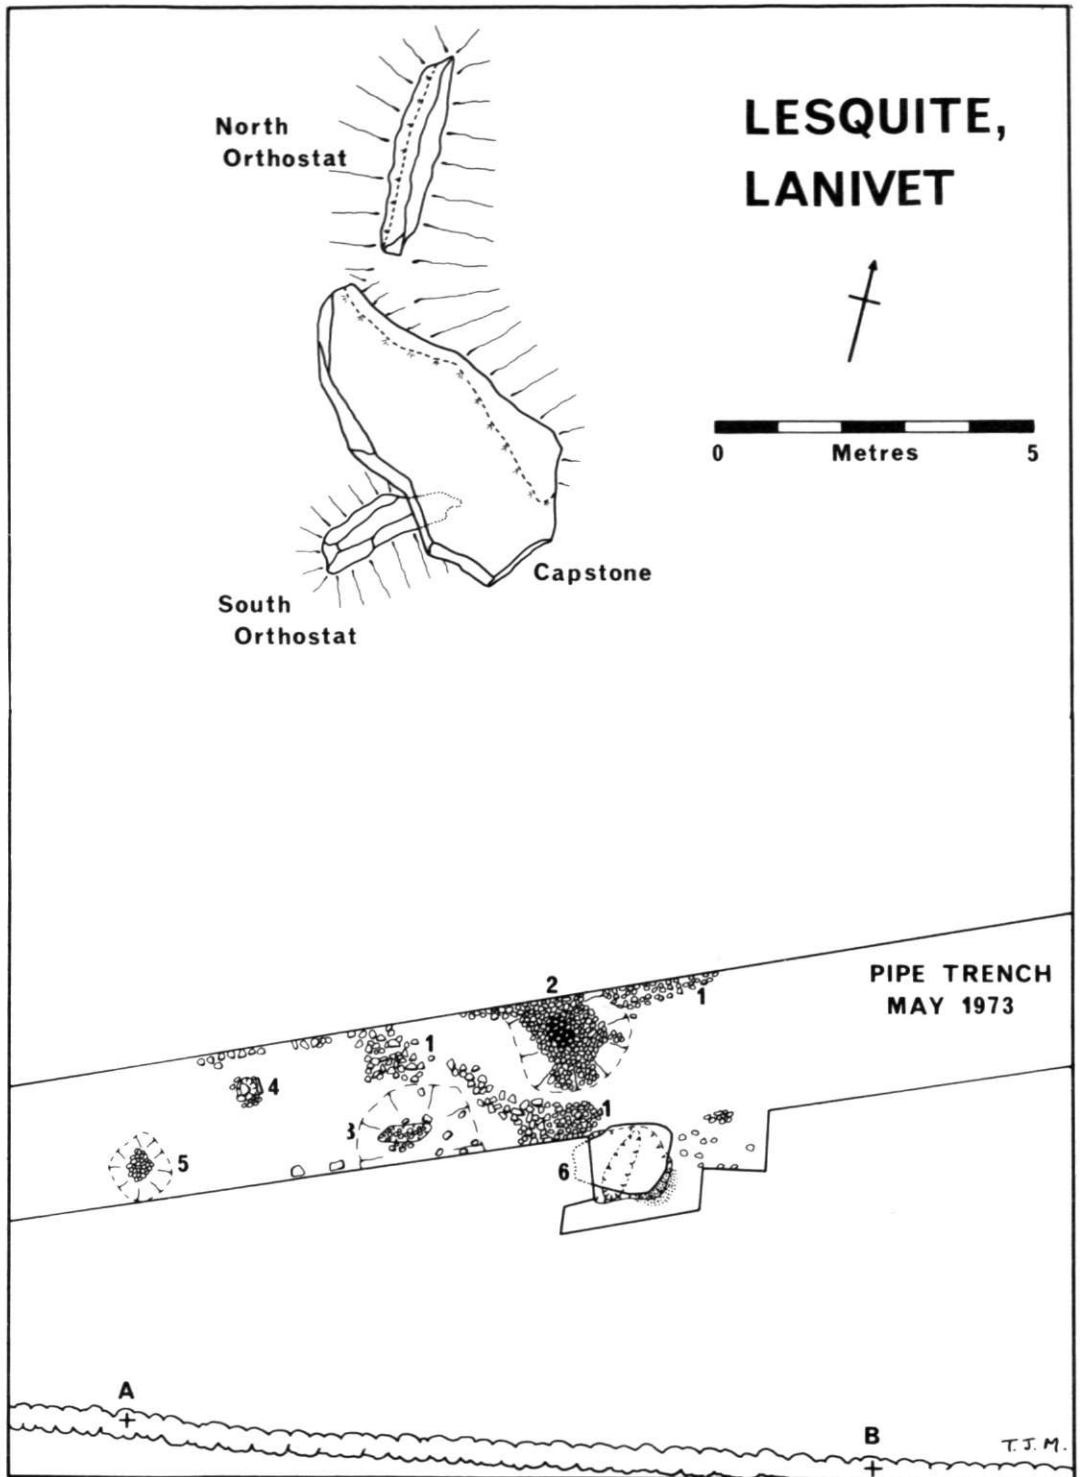 LESQUITE,
LANIVET
North
Orthostat
0 Metres 5
Capstone
South
Orthostat
PIPE TRENCH
MAY 1973
2
1
1
4
3
1
5
6
A
B
T.J.M.